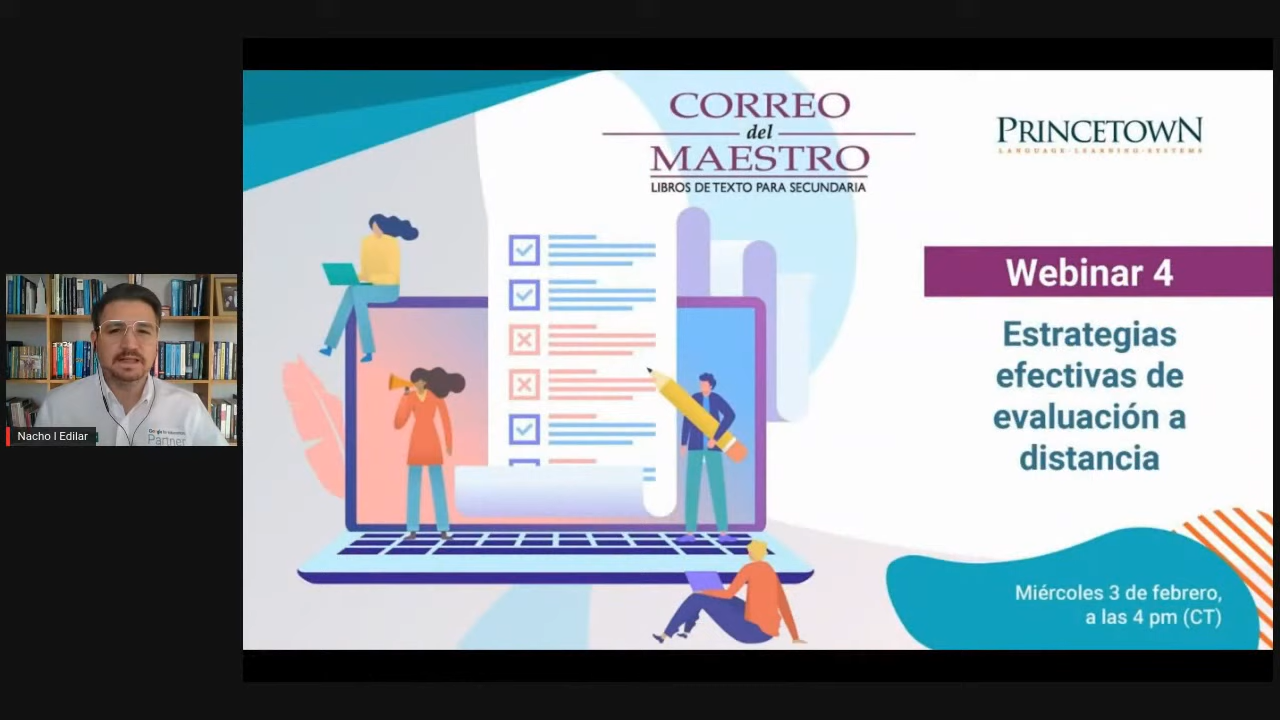 CORREO
del
MAESTRO
LIBROS DE TEXTO PARA SECUNDARIA
PRINCETOWN
LANGUAGE·LEARNING·SYSTEMS
Webinar 4
Estrategias
efectivas de
evaluación a
distancia
Miércoles 3 de febrero,
a las 4 pm (CT)
Nacho I Edilar
Partner